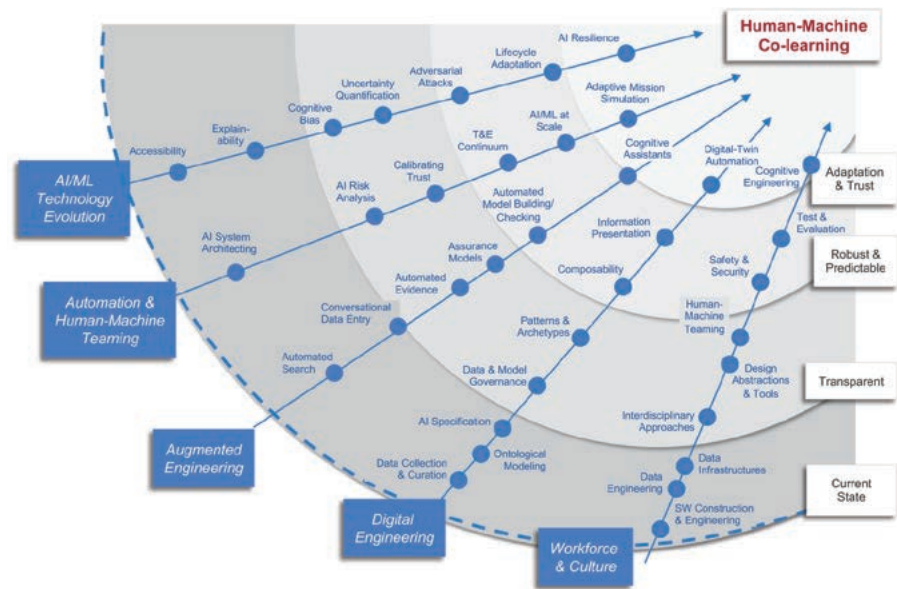 Human-Machine
Co-learning
AI Resilience
Lifecycle
Adaptation
Adversarial
Attacks
Uncertainty
Quantification
Cognitive
Bias
Explain-
ability
Accessibility
AI/ML
Technology
Evolution
Adaptive Mission
Simulation
AI/ML at
Scale
T&E
Continuum
Calibrating
Trust
AI Risk
Analysis
AI System
Architecting
Automation &
Human-Machine
Teaming
Cognitive
Assistants
Automated
Model Building/
Checking
Assurance
Models
Automated
Evidence
Conversational
Data Entry
Automated
Search
Augmented
Engineering
Digital-Twin
Automation
Information
Presentation
Composability
Patterns &
Archetypes
Data & Model
Governance
AI Specification
Ontological
Modeling
Data Collection
& Curation
Digital
Engineering
Cognitive
Engineering
Test &
Evaluation
Safety &
Security
Human-
Machine
Teaming
Design
Abstractions
& Tools
Interdisciplinary
Approaches
Data
Infrastructures
Data
Engineering
SW Construction
& Engineering
Workforce
& Culture
Adaptation
& Trust
Robust &
Predictable
Transparent
Current
State